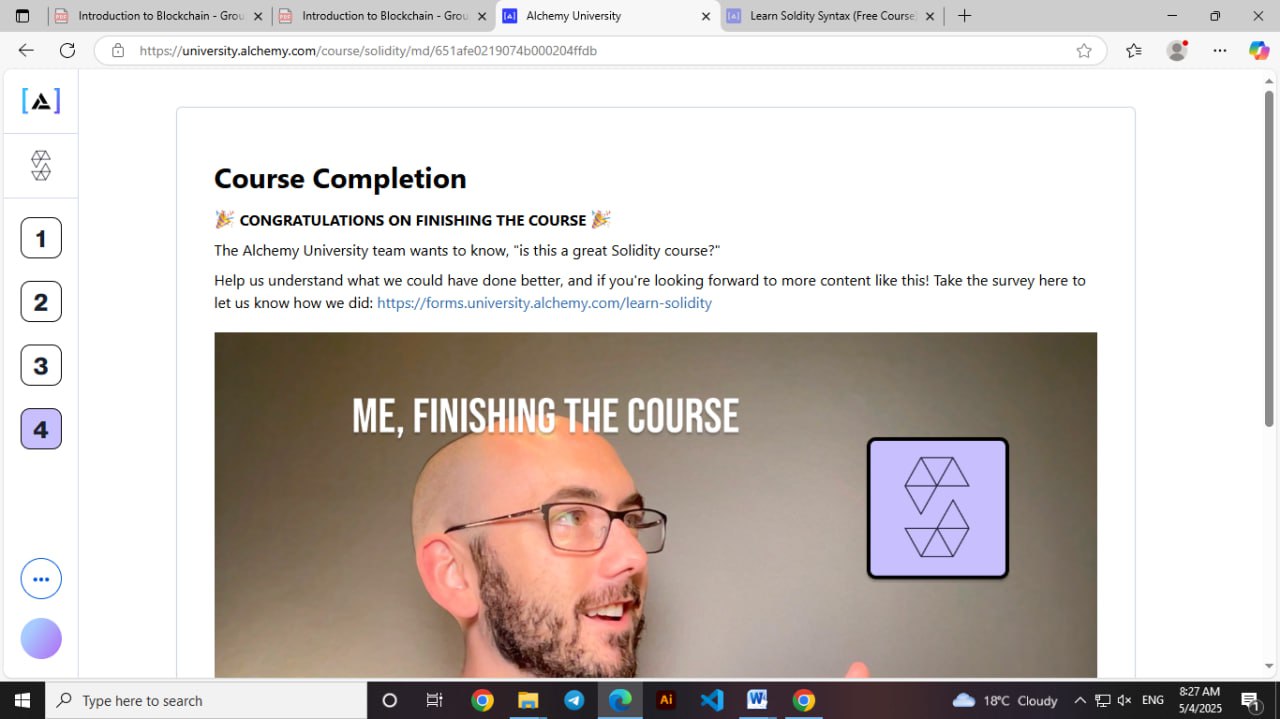 Introduction to Blockchain - Grou
Introduction to Blockchain - Grou
Alchemy University
Learn Soldity Syntax (Free Course
https://university.alchemy.com/course/solidity/md/651afe0219074b000204ffdb
1
2
3
4
Course Completion
🎉 CONGRATULATIONS ON FINISHING THE COURSE 🎉
The Alchemy University team wants to know, "is this a great Solidity course?"
Help us understand what we could have done better, and if you're looking forward to more content like this! Take the survey here to
let us know how we did: https://forms.university.alchemy.com/learn-solidity
ME, FINISHING THE COURSE
Type here to search
Ai
W
18°C Cloudy
ENG
8:27 AM
5/4/2025
1